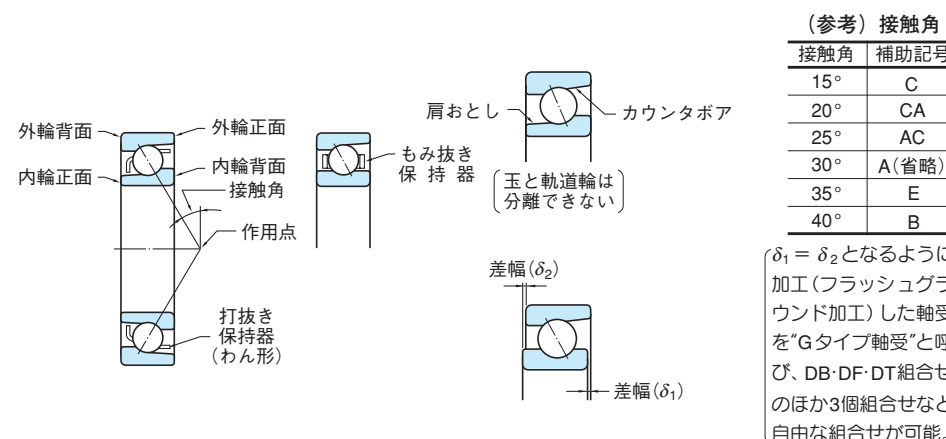 外輪背面
外輪正面
内輪正面
内輪背面
接触角
作用点
打抜き
保持器
(わん形)
もみ抜き
保持器
肩おとし
カウンタボア
玉と軌道輪は
分離できない
差幅(δ2)
差幅(δ1)
(参考)接触角
接触角 補助記号
15° C
20° CA
25° AC
30° A(省略)
35° E
40° B
δ1 = δ2となるように
加工(フラッシュグラ
ウンド加工)した軸受
を“Gタイプ軸受”と呼
び、DB·DF·DT組合せ
のほか3個組合せなど
自由な組合せが可能。